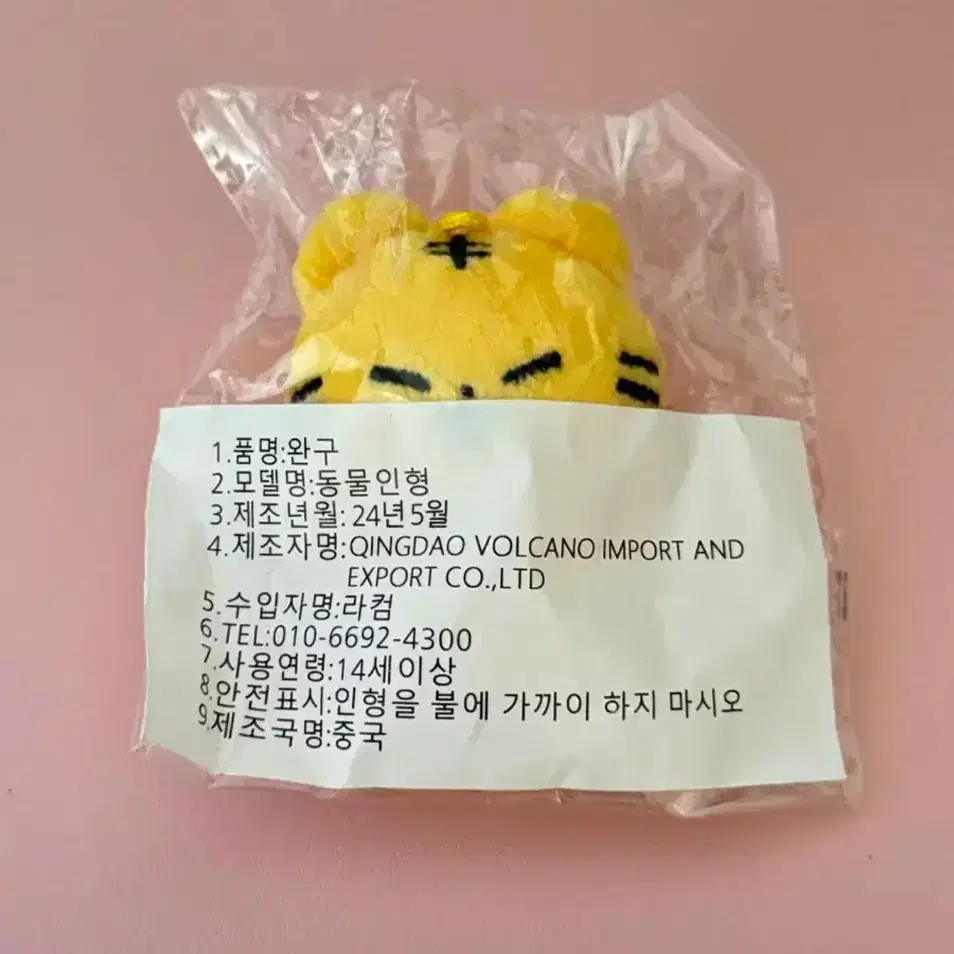 1.품명:완구
2.모델명:동물인형
3.제조년월: 24년5월
4.제조자명:QINGDAO VOLCANO IMPORT AND
EXPORT CO.,LTD
5.수입자명:라컴
6.TEL:010-6692-4300
7.사용연령:14세이상
8.안전표시:인형을 불에 가까이 하지 마시오
9.제조국명:중국